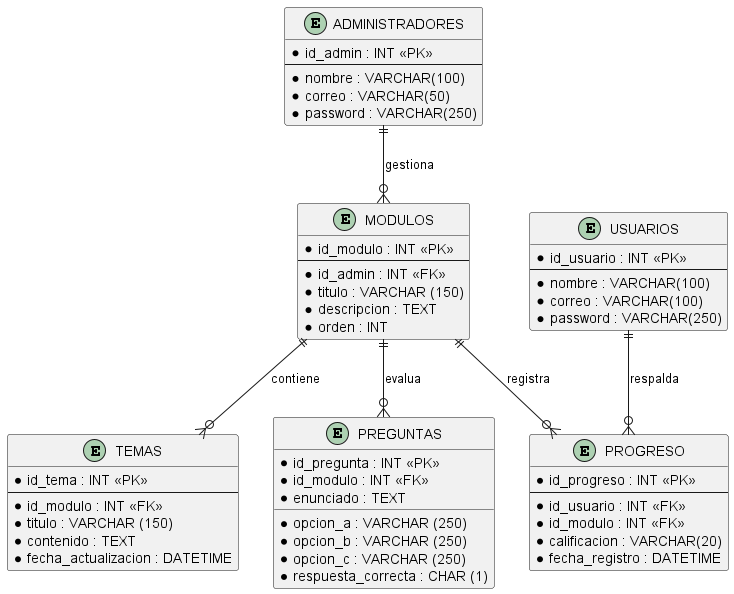 E ADMINISTRADORES
id_admin : INT «PK»
nombre : VARCHAR(100)
correo : VARCHAR(50)
password : VARCHAR(250)
gestiona
E MODULOS
id_modulo : INT «PK»
id_admin : INT «FK»
titulo : VARCHAR (150)
descripcion : TEXT
orden : INT
E USUARIOS
id_usuario : INT «PK»
nombre : VARCHAR(100)
correo : VARCHAR(100)
password : VARCHAR(250)
contiene
evalua
registra
respalda
E TEMAS
id_tema : INT «PK»
id_modulo : INT «FK»
titulo : VARCHAR (150)
contenido : TEXT
fecha_actualizacion : DATETIME
E PREGUNTAS
id_pregunta : INT «PK»
id_modulo : INT «FK»
enunciado : TEXT
opcion_a : VARCHAR (250)
opcion_b : VARCHAR (250)
opcion_c : VARCHAR (250)
respuesta_correcta : CHAR (1)
E PROGRESO
id_progreso : INT «PK»
id_usuario : INT «FK»
id_modulo : INT «FK»
calificacion : VARCHAR(20)
fecha_registro : DATETIME